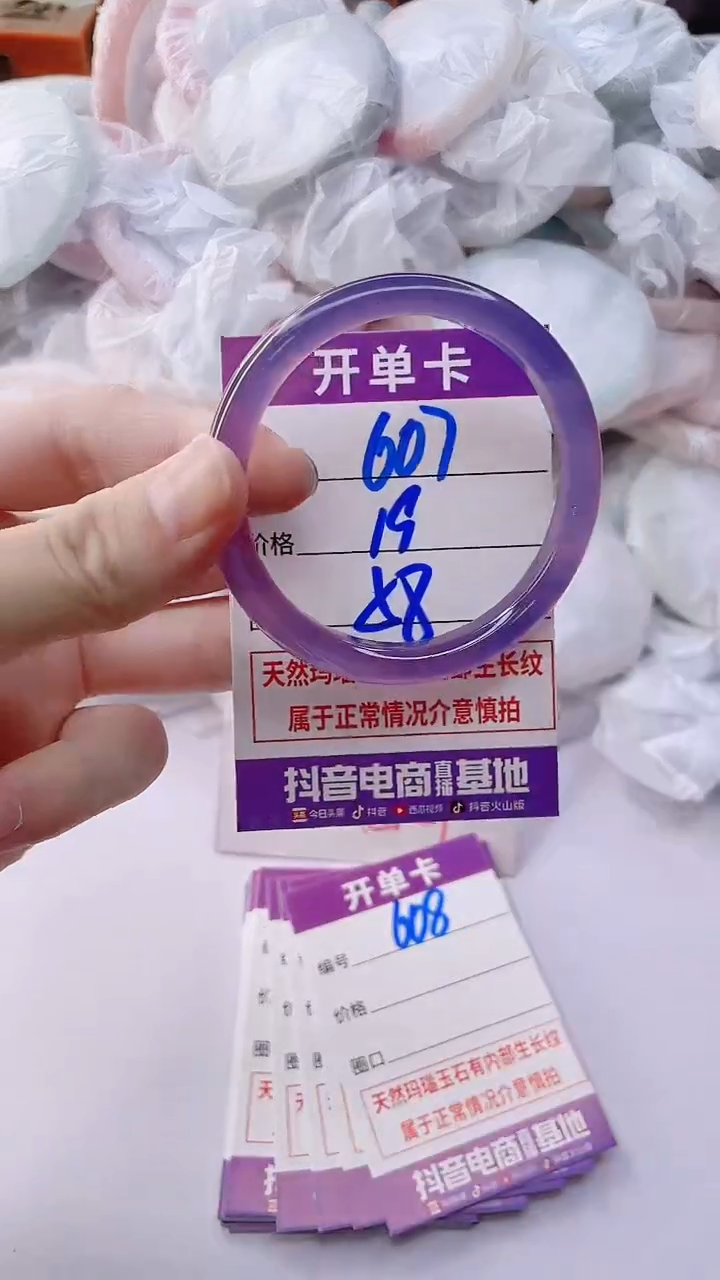 开单卡
607
价格 19
58
天然玛瑙 部生长纹
属于正常情况介意慎拍
抖音电商直播基地
今日头条 抖音 西瓜视频 抖音火山版
开单卡
608
编号
价格
圈口
天然玛瑙玉石有内部生长纹
属于正常情况介意慎拍
抖音电商直播基地